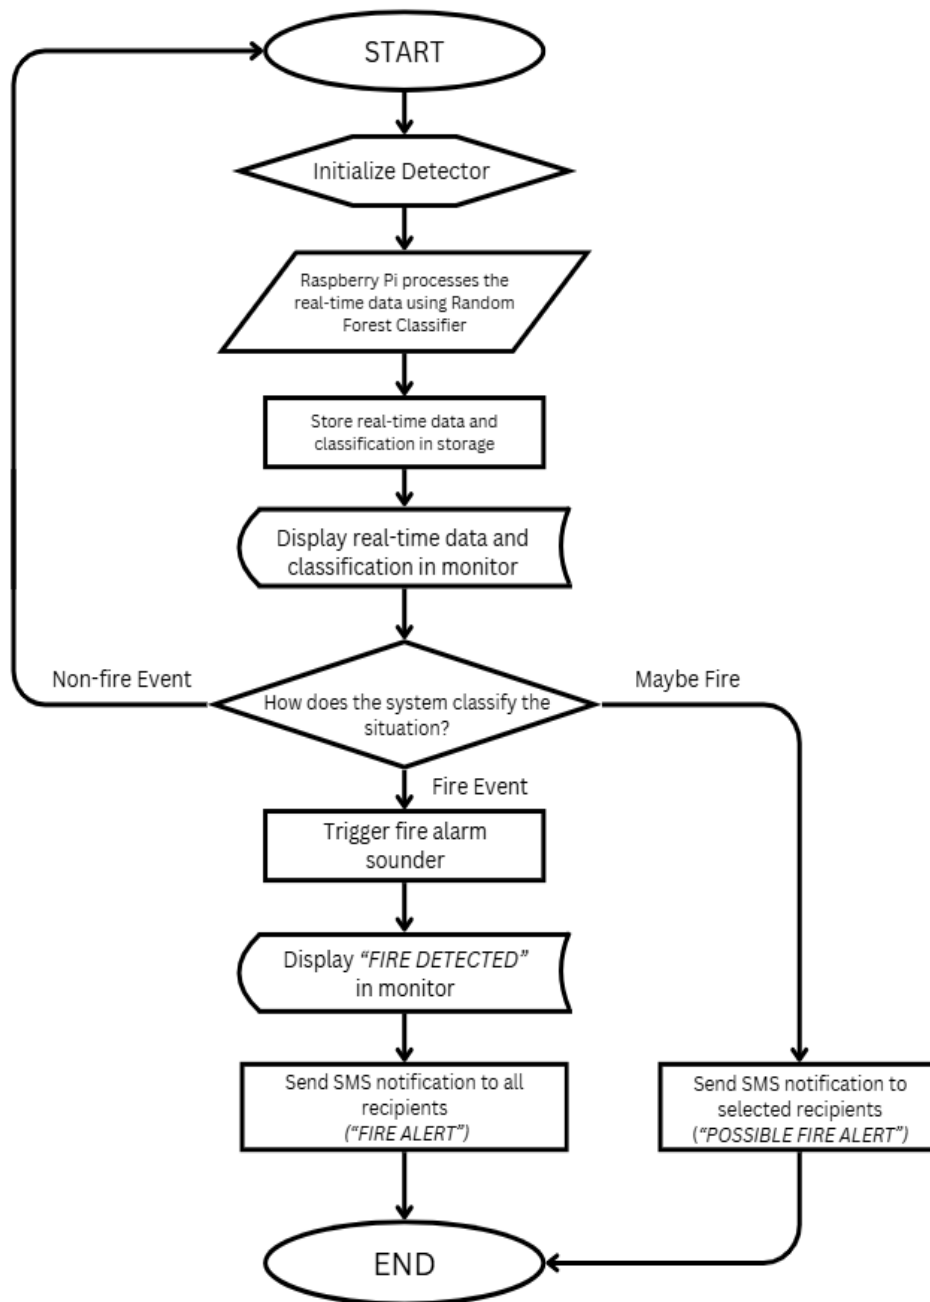 START
Initialize Detector
Raspberry Pi processes the
real-time data using Random
Forest Classifier
Store real-time data and
classification in storage
Display real-time data and
classification in monitor
Non-fire Event
Maybe Fire
How does the system classify the
situation?
Fire Event
Trigger fire alarm
sounder
Display “FIRE DETECTED”
in monitor
Send SMS notification to all
recipients
(“FIRE ALERT”)
Send SMS notification to
selected recipients
(“POSSIBLE FIRE ALERT”)
END